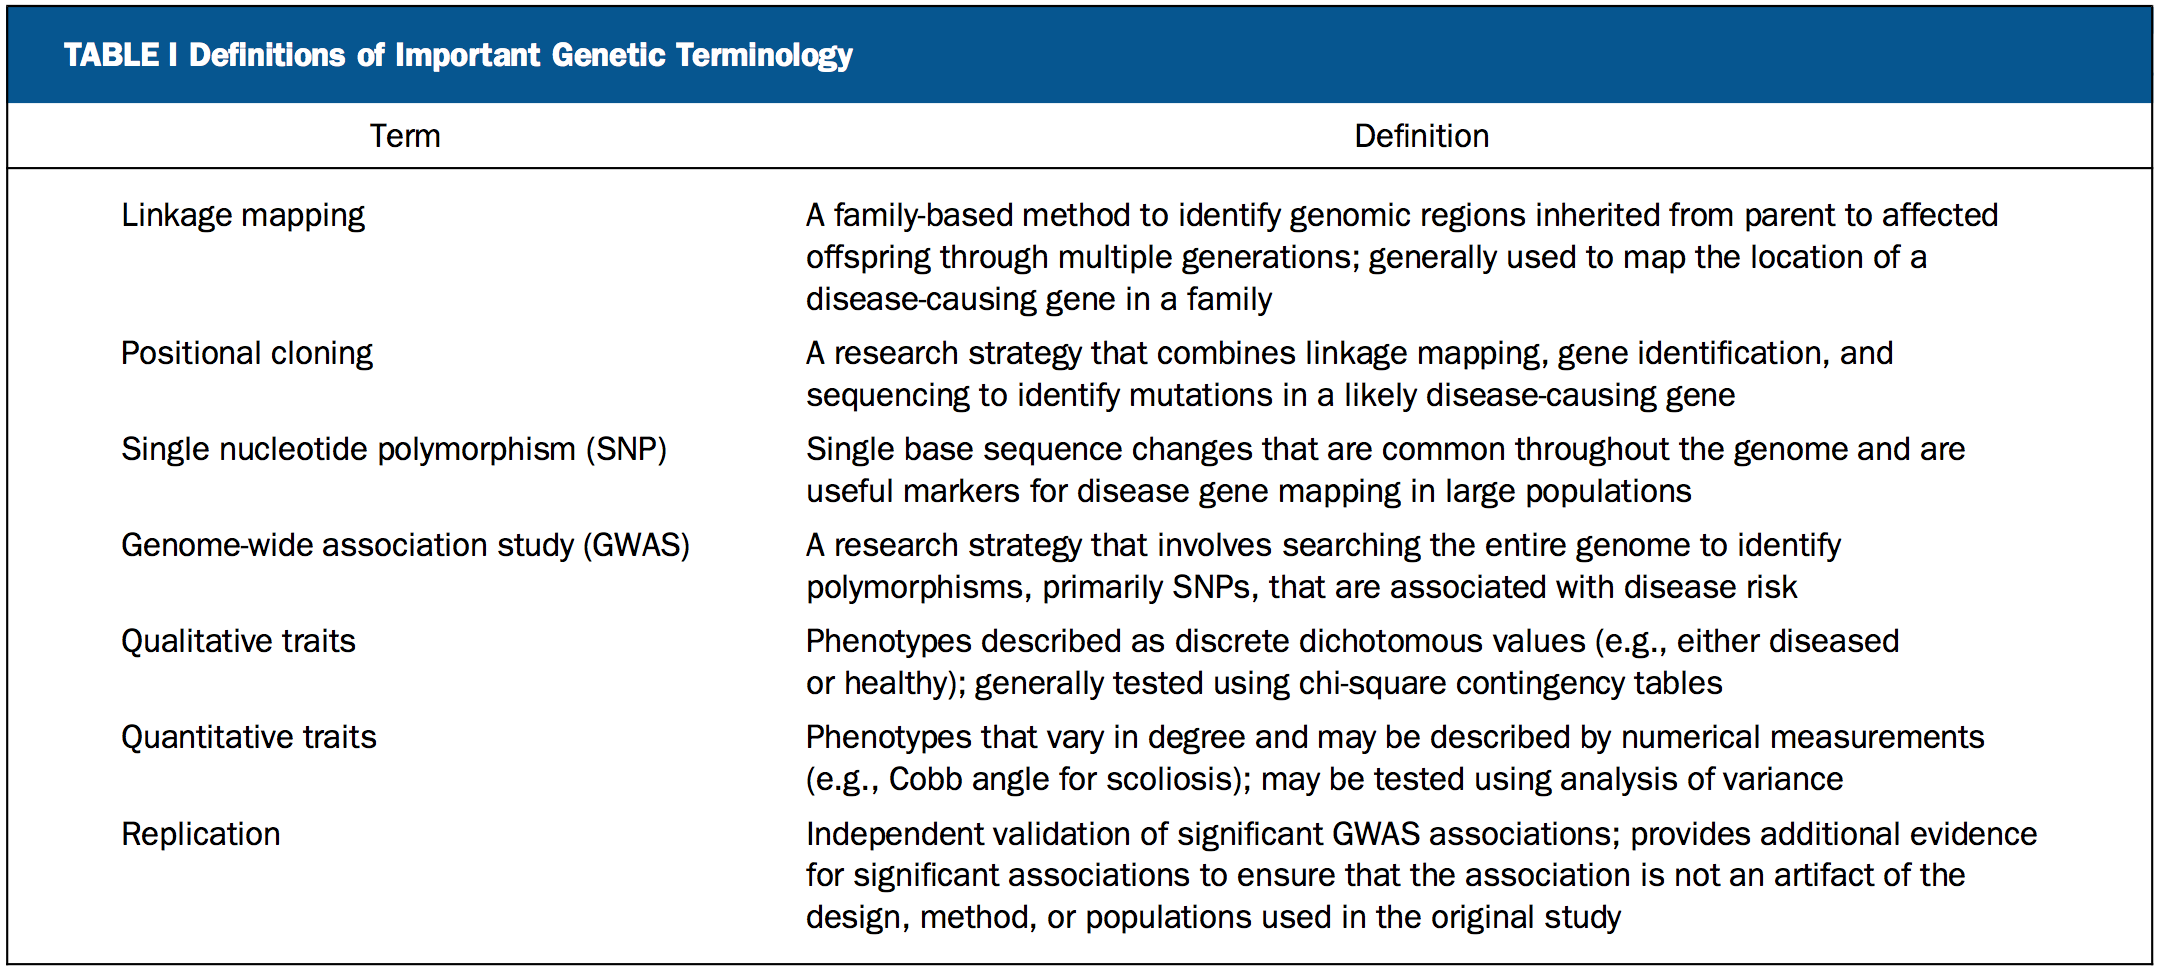 TABLE I Definitions of Important Genetic Terminology
Term Definition
Linkage mapping A family-based method to identify genomic regions inherited from parent to affected
offspring through multiple generations; generally used to map the location of a
disease-causing gene in a family
Positional cloning A research strategy that combines linkage mapping, gene identification, and
sequencing to identify mutations in a likely disease-causing gene
Single nucleotide polymorphism (SNP) Single base sequence changes that are common throughout the genome and are
useful markers for disease gene mapping in large populations
Genome-wide association study (GWAS) A research strategy that involves searching the entire genome to identify
polymorphisms, primarily SNPs, that are associated with disease risk
Qualitative traits Phenotypes described as discrete dichotomous values (e.g., either diseased
or healthy); generally tested using chi-square contingency tables
Quantitative traits Phenotypes that vary in degree and may be described by numerical measurements
(e.g., Cobb angle for scoliosis); may be tested using analysis of variance
Replication Independent validation of significant GWAS associations; provides additional evidence
for significant associations to ensure that the association is not an artifact of the
design, method, or populations used in the original study